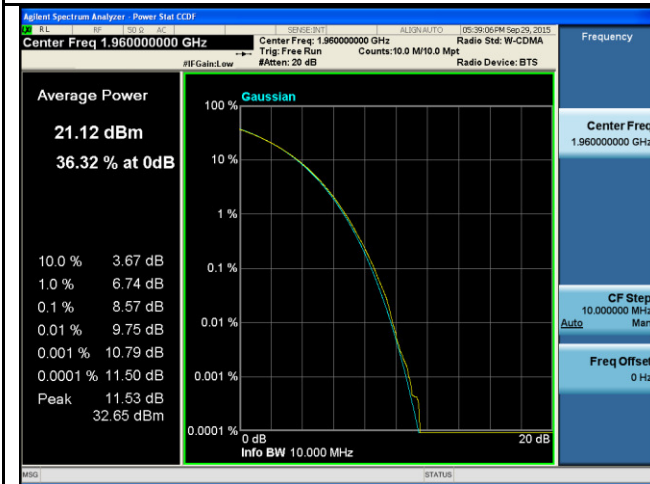 Agilent Spectrum Analyzer - Power Stat CCDF
RL RF 50 Ω AC SENSE:INT ALIGNAUTO 05:39:06PM Sep 29, 2015
Center Freq 1.960000000 GHz
Center Freq: 1.960000000 GHz Radio Std: W-CDMA
Trig: Free Run Counts:10.0 M/10.0 Mpt
#IFGain:Low #Atten: 20 dB Radio Device: BTS
Average Power
21.12 dBm
36.32 % at 0dB
10.0 % 3.67 dB
1.0 % 6.74 dB
0.1 % 8.57 dB
0.01 % 9.75 dB
0.001 % 10.79 dB
0.0001 % 11.50 dB
Peak 11.53 dB
32.65 dBm
100 % Gaussian
10 %
1 %
0.1 %
0.01 %
0.001 %
0.0001 %
0 dB 20 dB
Info BW 10.000 MHz
Frequency
Center Freq
1.960000000 GHz
CF Step
10.000000 MHz
Auto Man
Freq Offset
0 Hz
MSG STATUS